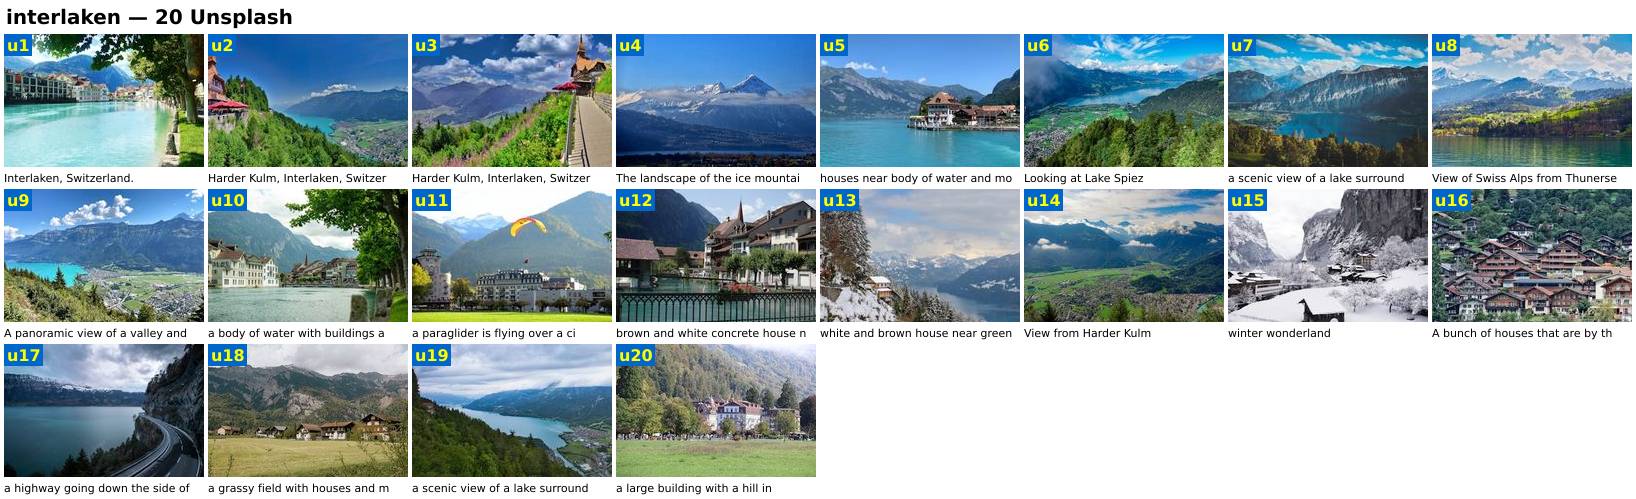 interlaken — 20 Unsplash
u1
u2
u3
u4
u5
u6
u7
u8
Interlaken, Switzerland.
Harder Kulm, Interlaken, Switzer
Harder Kulm, Interlaken, Switzer
The landscape of the ice mountai
houses near body of water and mo
Looking at Lake Spiez
a scenic view of a lake surround
View of Swiss Alps from Thunerse
u9
u10
u11
u12
u13
u14
u15
u16
A panoramic view of a valley and
a body of water with buildings a
a paraglider is flying over a ci
brown and white concrete house n
white and brown house near green
View from Harder Kulm
winter wonderland
A bunch of houses that are by th
u17
u18
u19
u20
a highway going down the side of
a grassy field with houses and m
a scenic view of a lake surround
a large building with a hill in